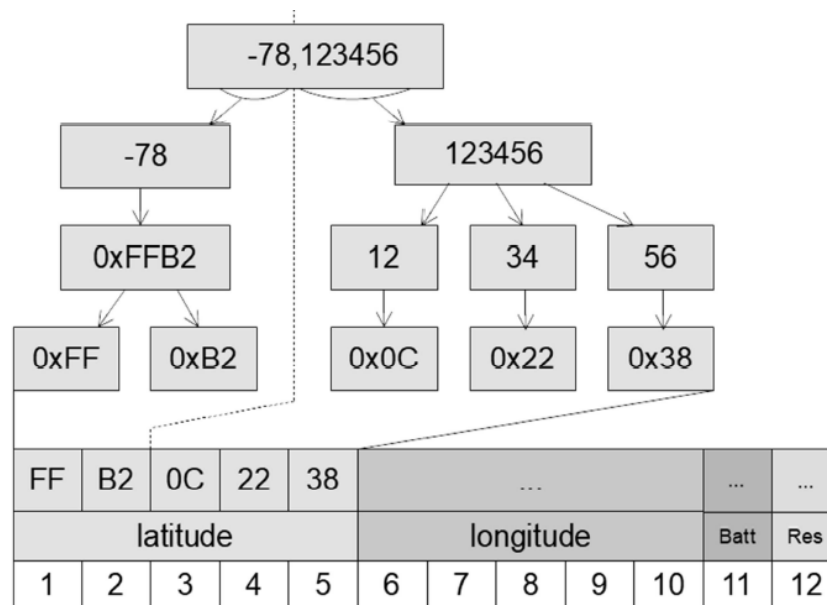 -78,123456
-78 123456
0xFFB2 12 34 56
0xFF 0xB2 0x0C 0x22 0x38
FF B2 0C 22 38 ... ... ...
latitude longitude Batt Res
1 2 3 4 5 6 7 8 9 10 11 12